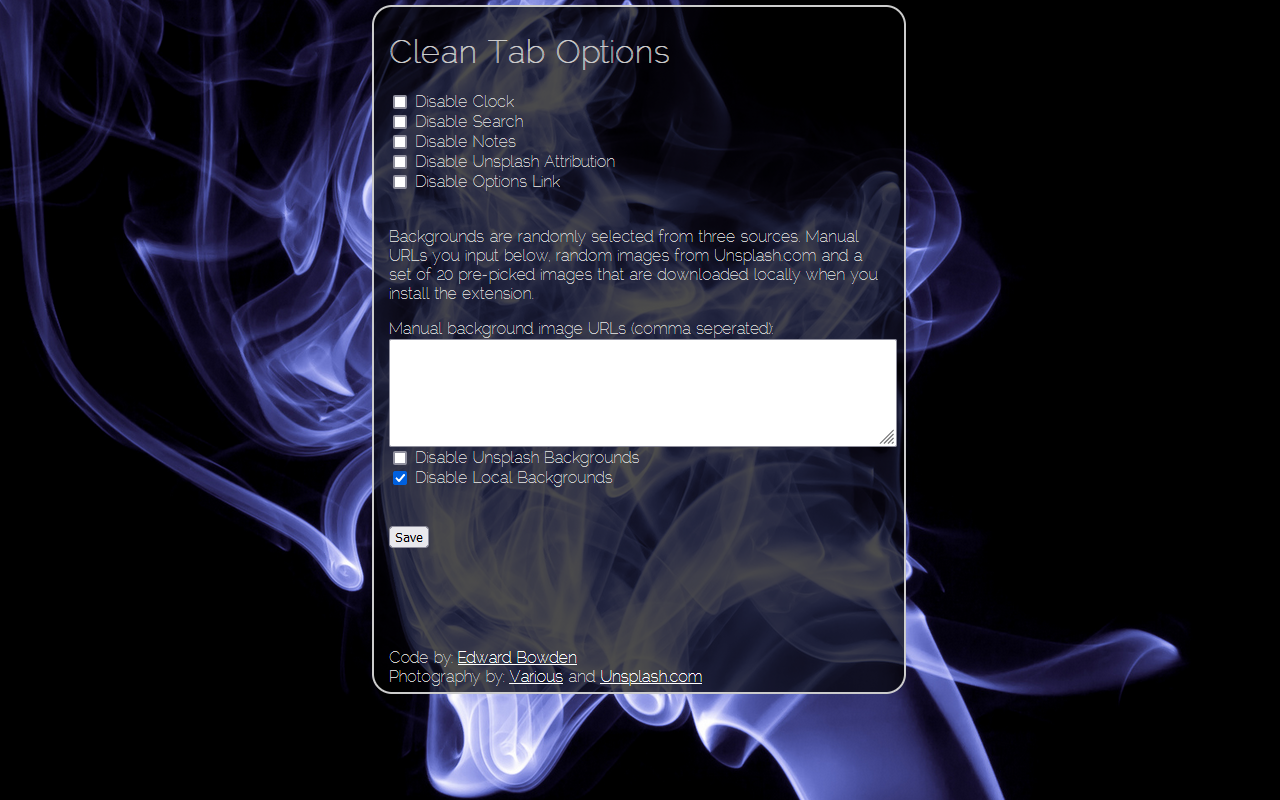 Clean Tab Options
Disable Clock
Disable Search
Disable Notes
Disable Unsplash Attribution
Disable Options Link
Backgrounds are randomly selected from three sources. Manual
URLs you input below, random images from Unsplash.com and a
set of 20 pre-picked images that are downloaded locally when you
install the extension.
Manual background image URLs (comma seperated):
Disable Unsplash Backgrounds
Disable Local Backgrounds
Save
Code by: Edward Bowden
Photography by: Various and Unsplash.com